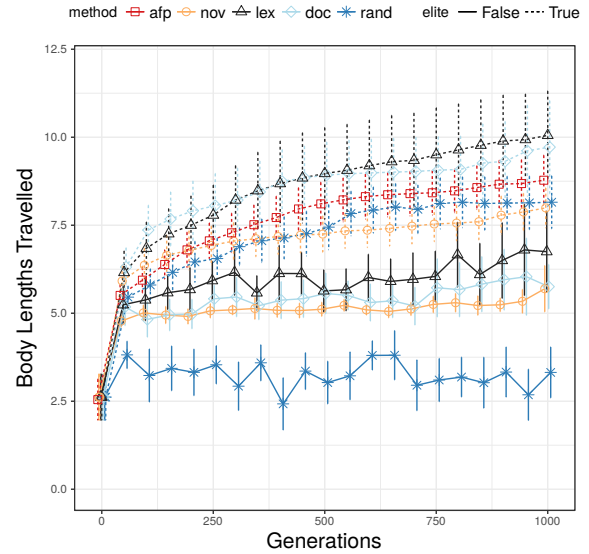 method afp nov lex doc rand elite False True
12.5
10.0
7.5
5.0
2.5
0.0
Body Lengths Travelled
0 250 500 750 1000
Generations